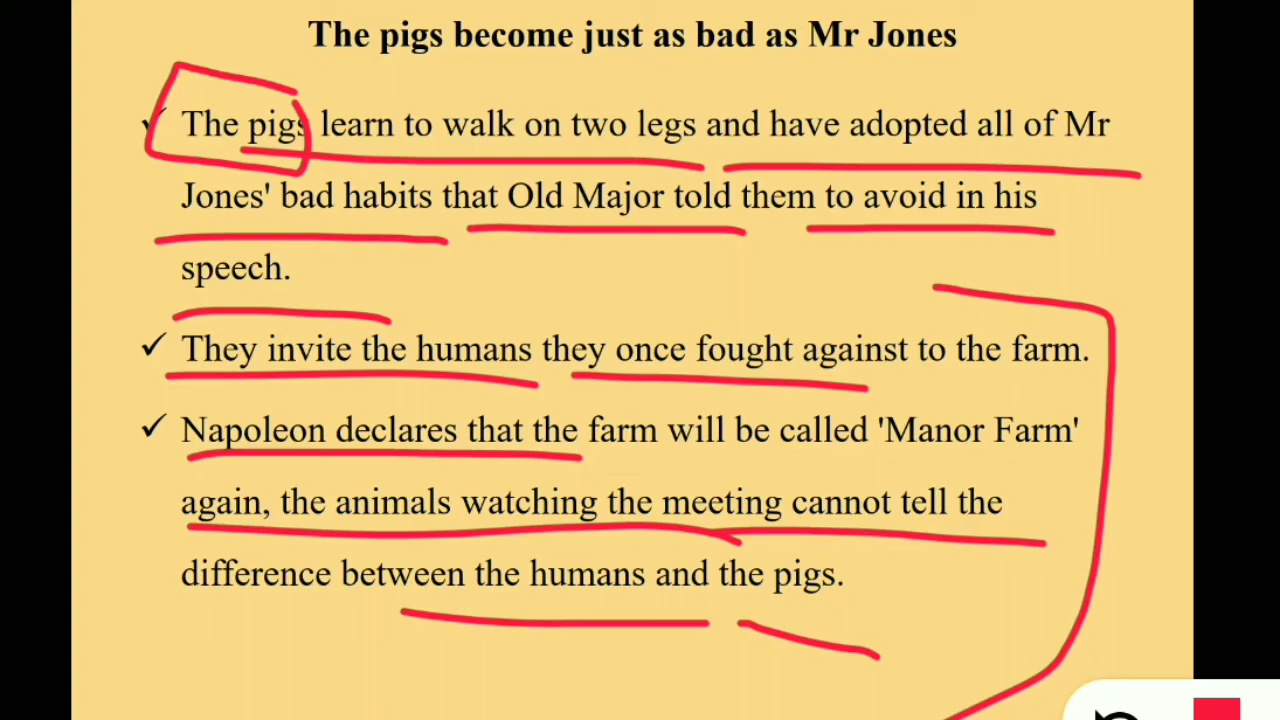 The pigs become just as bad as Mr Jones
✓ The pigs learn to walk on two legs and have adopted all of Mr
Jones' bad habits that Old Major told them to avoid in his
speech.
✓ They invite the humans they once fought against to the farm.
✓ Napoleon declares that the farm will be called 'Manor Farm'
again, the animals watching the meeting cannot tell the
difference between the humans and the pigs.